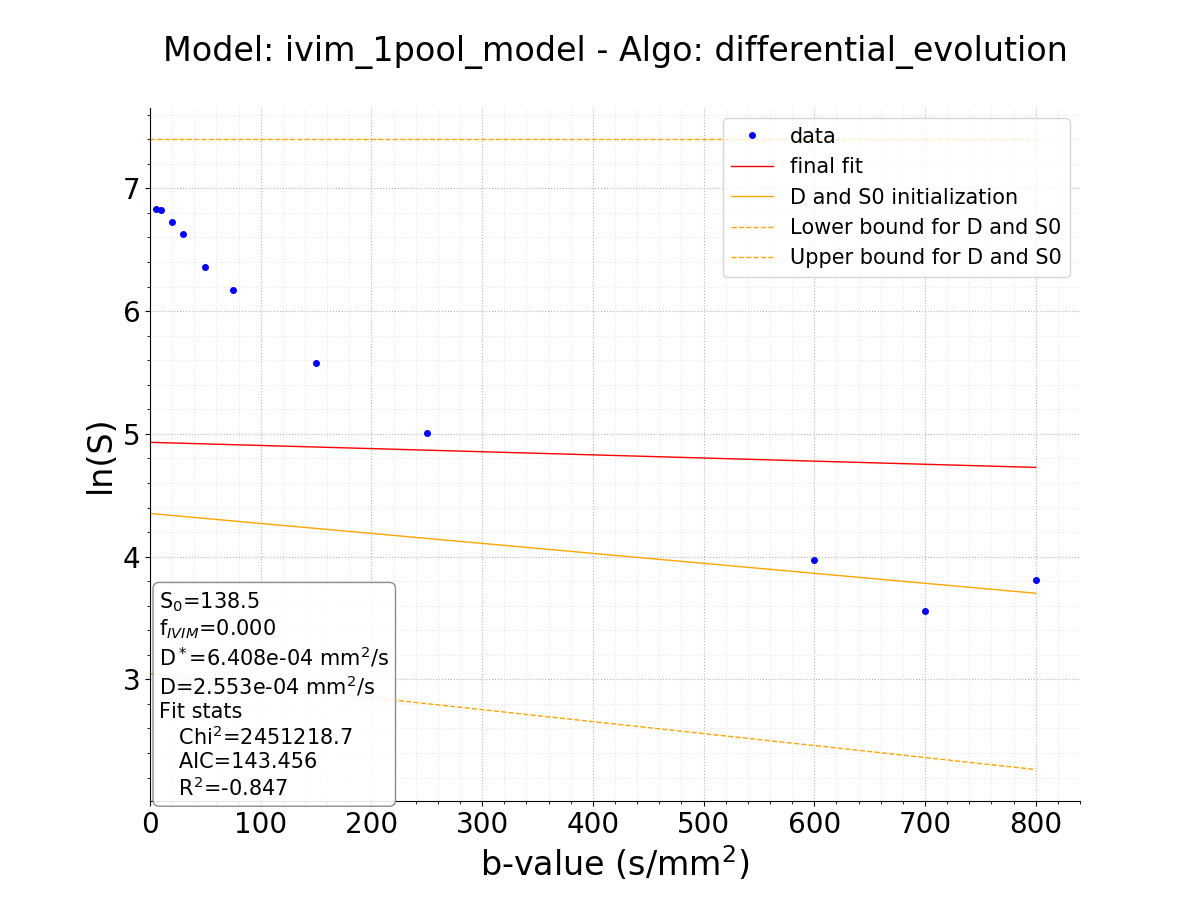 Model: ivim_1pool_model - Algo: differential_evolution
data
final fit
D and S0 initialization
Lower bound for D and S0
Upper bound for D and S0
7
6
5
4
3
ln(S)
S₀=138.5
f_IVIM=0.000
D^*=6.408e-04 mm²/s
D=2.553e-04 mm²/s
Fit stats
Chi²=2451218.7
AIC=143.456
R²=-0.847
0 100 200 300 400 500 600 700 800
b-value (s/mm²)